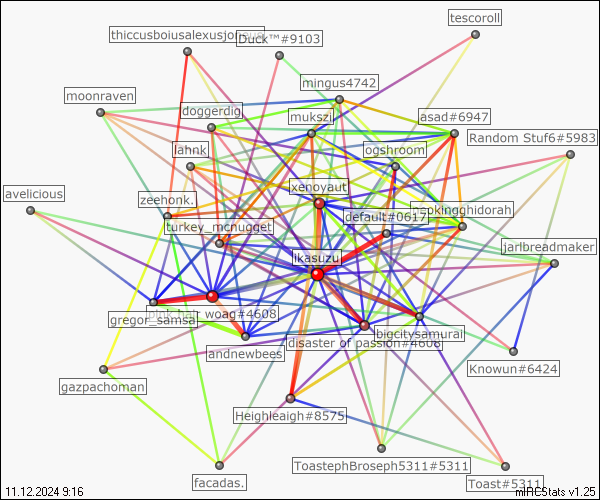 tescoroll
thiccusboiusalexusjo
Duck™#9103
mingus4742
moonraven
doggerdig
mukszi
asad#6947
Random Stuf6#5983
lahnk
ogshroom
xenoyaut
avelicious
zeehonk.
default#0617
kingghidorah
turkey_mcnugget
jarlbreadmaker
ikasuzu
gregor_samsa
woag#4608
bigcitysamurai
disaster of passion#4608
andnewbees
Knowun#6424
gazpachoman
Heighleaigh#8575
ToastephBroseph5311#5311
facadas.
Toast#5311
11.12.2024 9:16
mIRCStats v1.25